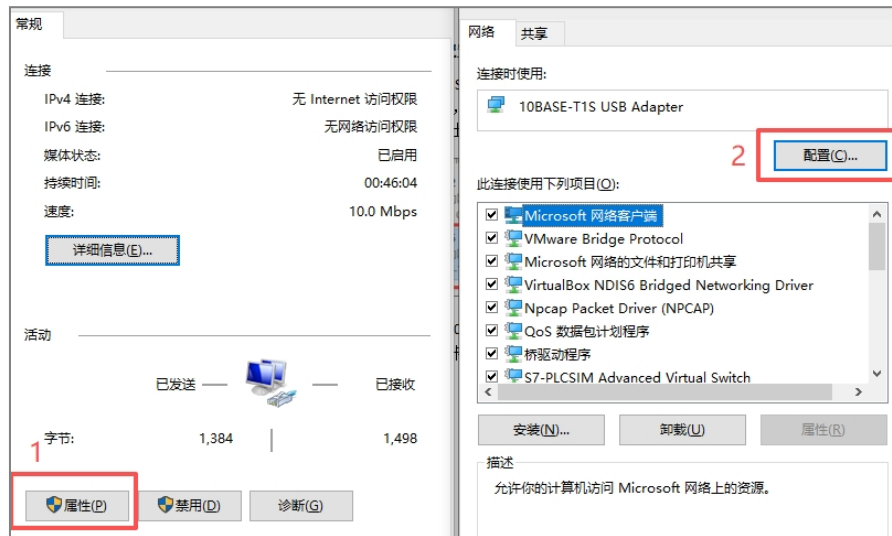 常规
连接
IPv4 连接: 无 Internet 访问权限
IPv6 连接: 无网络访问权限
媒体状态: 已启用
持续时间: 00:46:04
速度: 10.0 Mbps
详细信息(E)...
活动
已发送 — — 已接收
字节: 1,384 1,498
1
属性(P) 禁用(D) 诊断(G)
网络 共享
连接时使用:
10BASE-T1S USB Adapter
2
配置(C)...
此连接使用下列项目(O):
Microsoft 网络客户端
VMware Bridge Protocol
Microsoft 网络的文件和打印机共享
VirtualBox NDIS6 Bridged Networking Driver
Npcap Packet Driver (NPCAP)
QoS 数据包计划程序
桥驱动程序
S7-PLCSIM Advanced Virtual Switch
安装(N)... 卸载(U) 属性(R)
描述
允许你的计算机访问 Microsoft 网络上的资源。